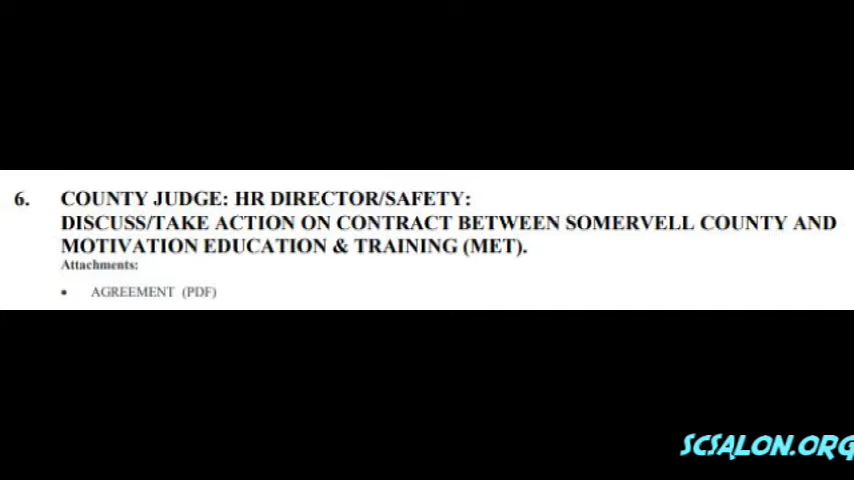 6. COUNTY JUDGE: HR DIRECTOR/SAFETY:
DISCUSS/TAKE ACTION ON CONTRACT BETWEEN SOMERVELL COUNTY AND
MOTIVATION EDUCATION & TRAINING (MET).
Attachments:
• AGREEMENT (PDF)
SCSALON.ORG